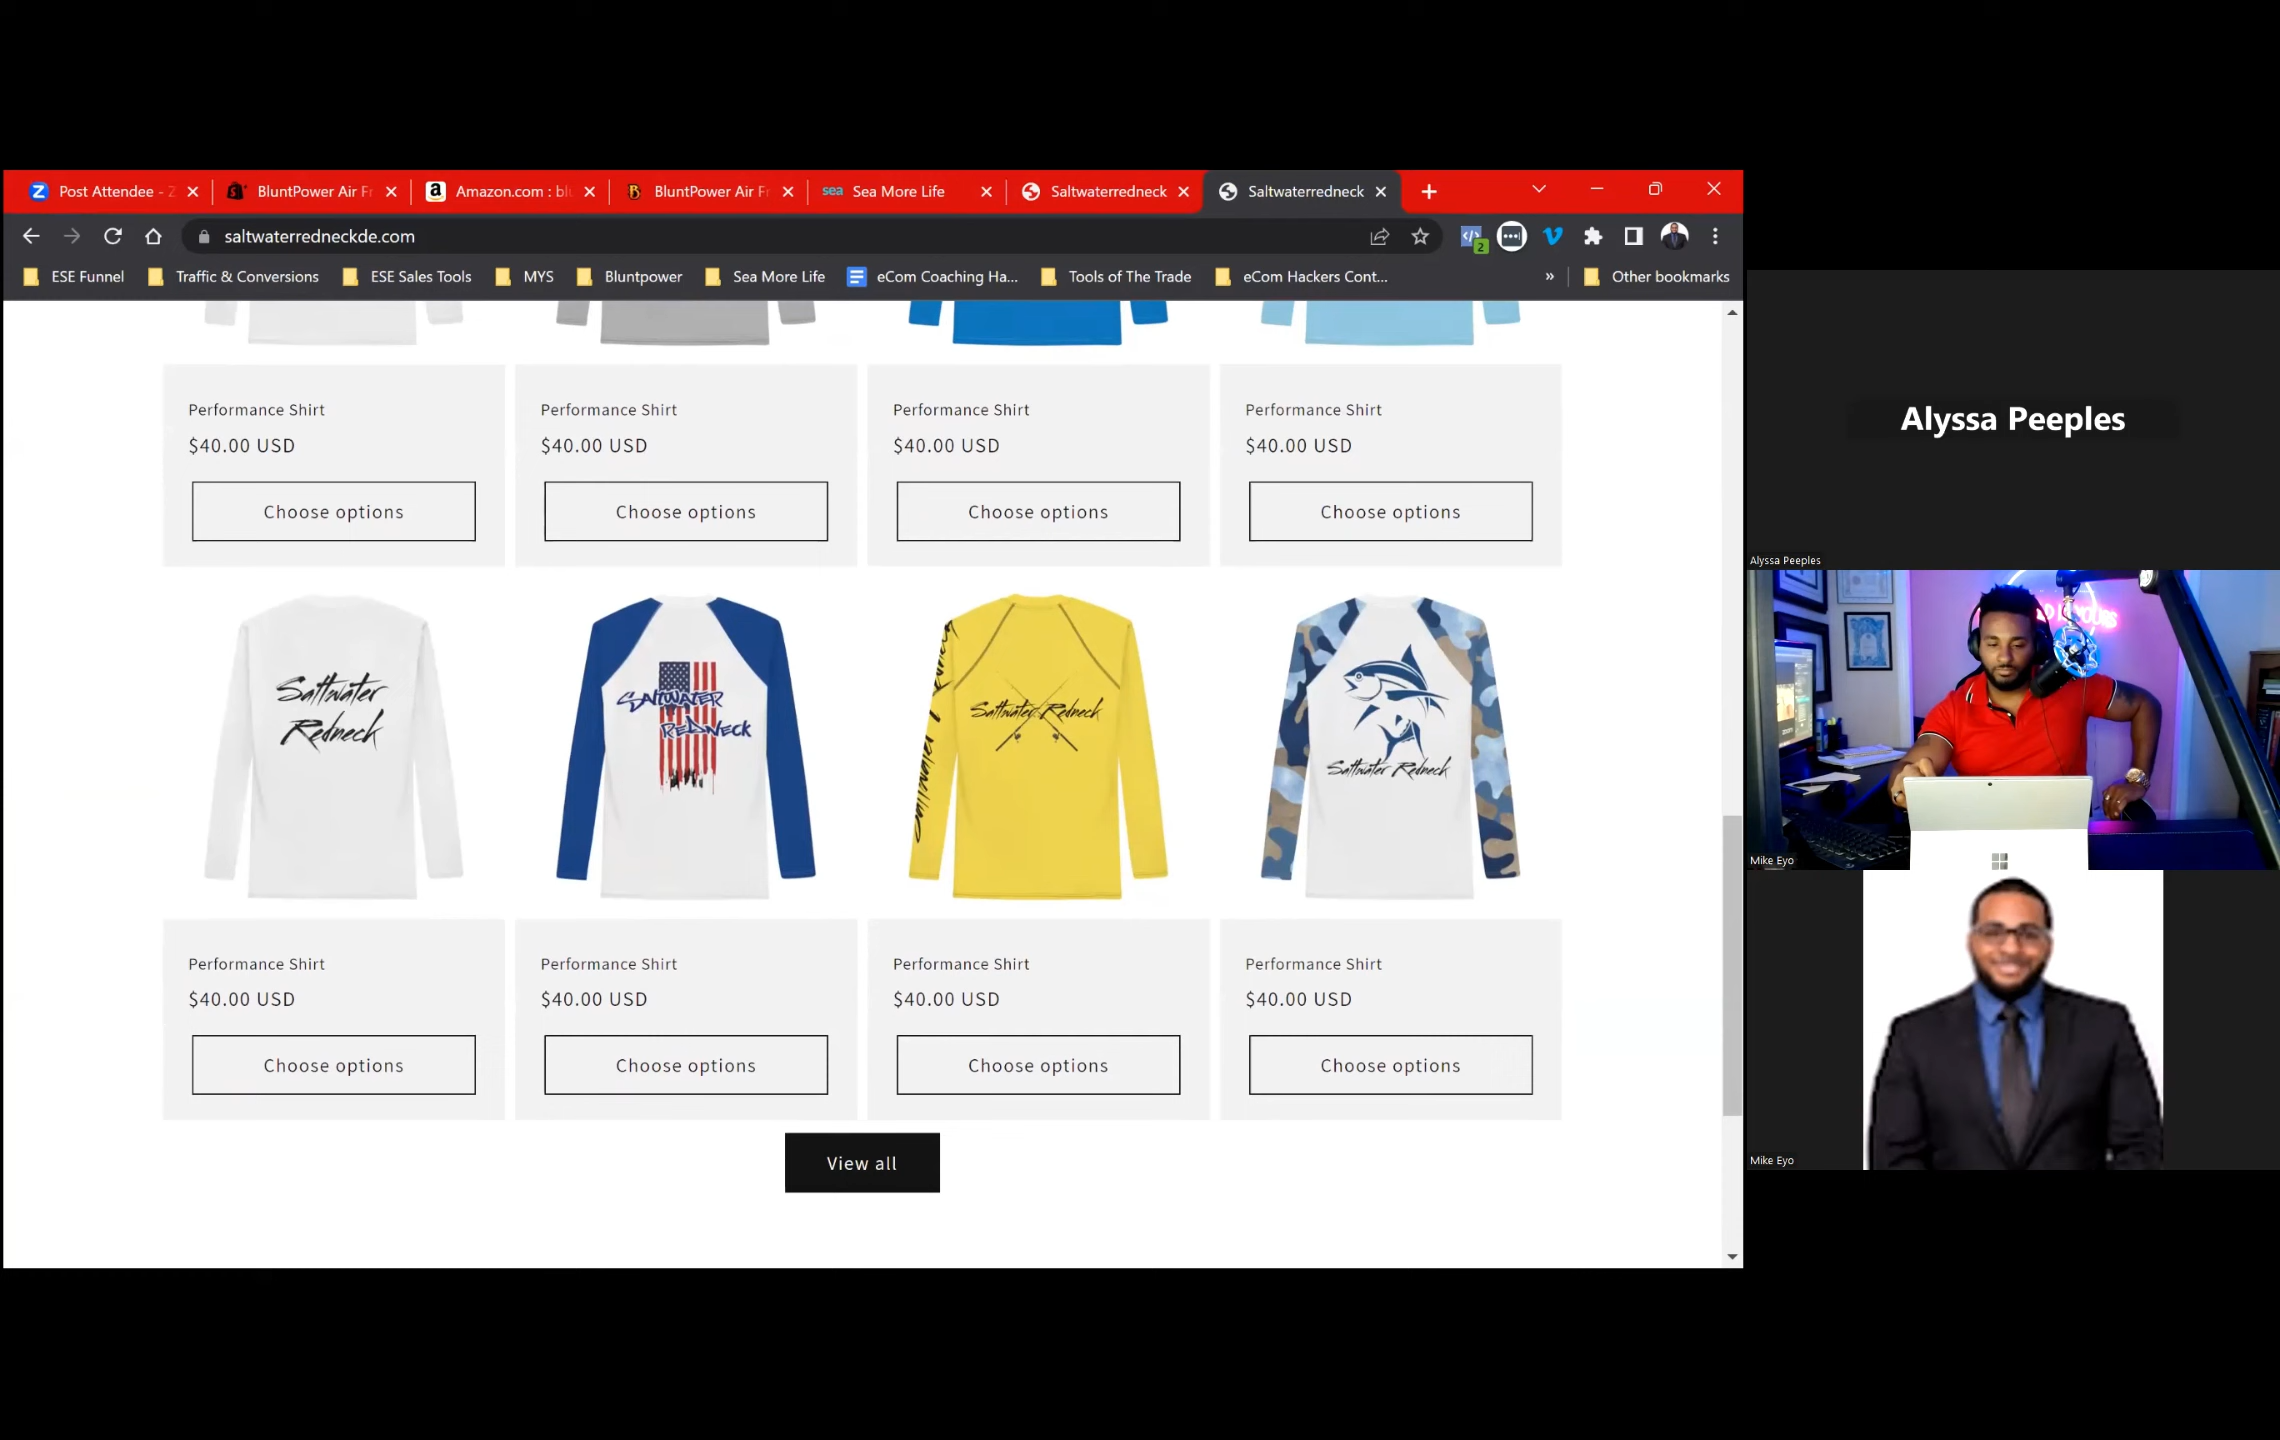 Post Attendee - Z
BluntPower Air Fr
Amazon.com : blu
BluntPower Air Fr
sea Sea More Life
Saltwaterredneck
Saltwaterredneck
saltwaterredneckde.com
2
ESE Funnel
Traffic & Conversions
ESE Sales Tools
MYS
Bluntpower
Sea More Life
eCom Coaching Ha...
Tools of The Trade
eCom Hackers Cont...
»
Other bookmarks
Performance Shirt
$40.00 USD
Choose options
Performance Shirt
$40.00 USD
Choose options
Performance Shirt
$40.00 USD
Choose options
Performance Shirt
$40.00 USD
Choose options
Saltwater
Redneck
SALTWATER
REDNECK
Saltwater Redneck
Saltwater Redneck
Saltwater Redneck
Performance Shirt
$40.00 USD
Choose options
Performance Shirt
$40.00 USD
Choose options
Performance Shirt
$40.00 USD
Choose options
Performance Shirt
$40.00 USD
Choose options
View all
Alyssa Peeples
Alyssa Peeples
YOURS
Mike Eyo
Mike Eyo